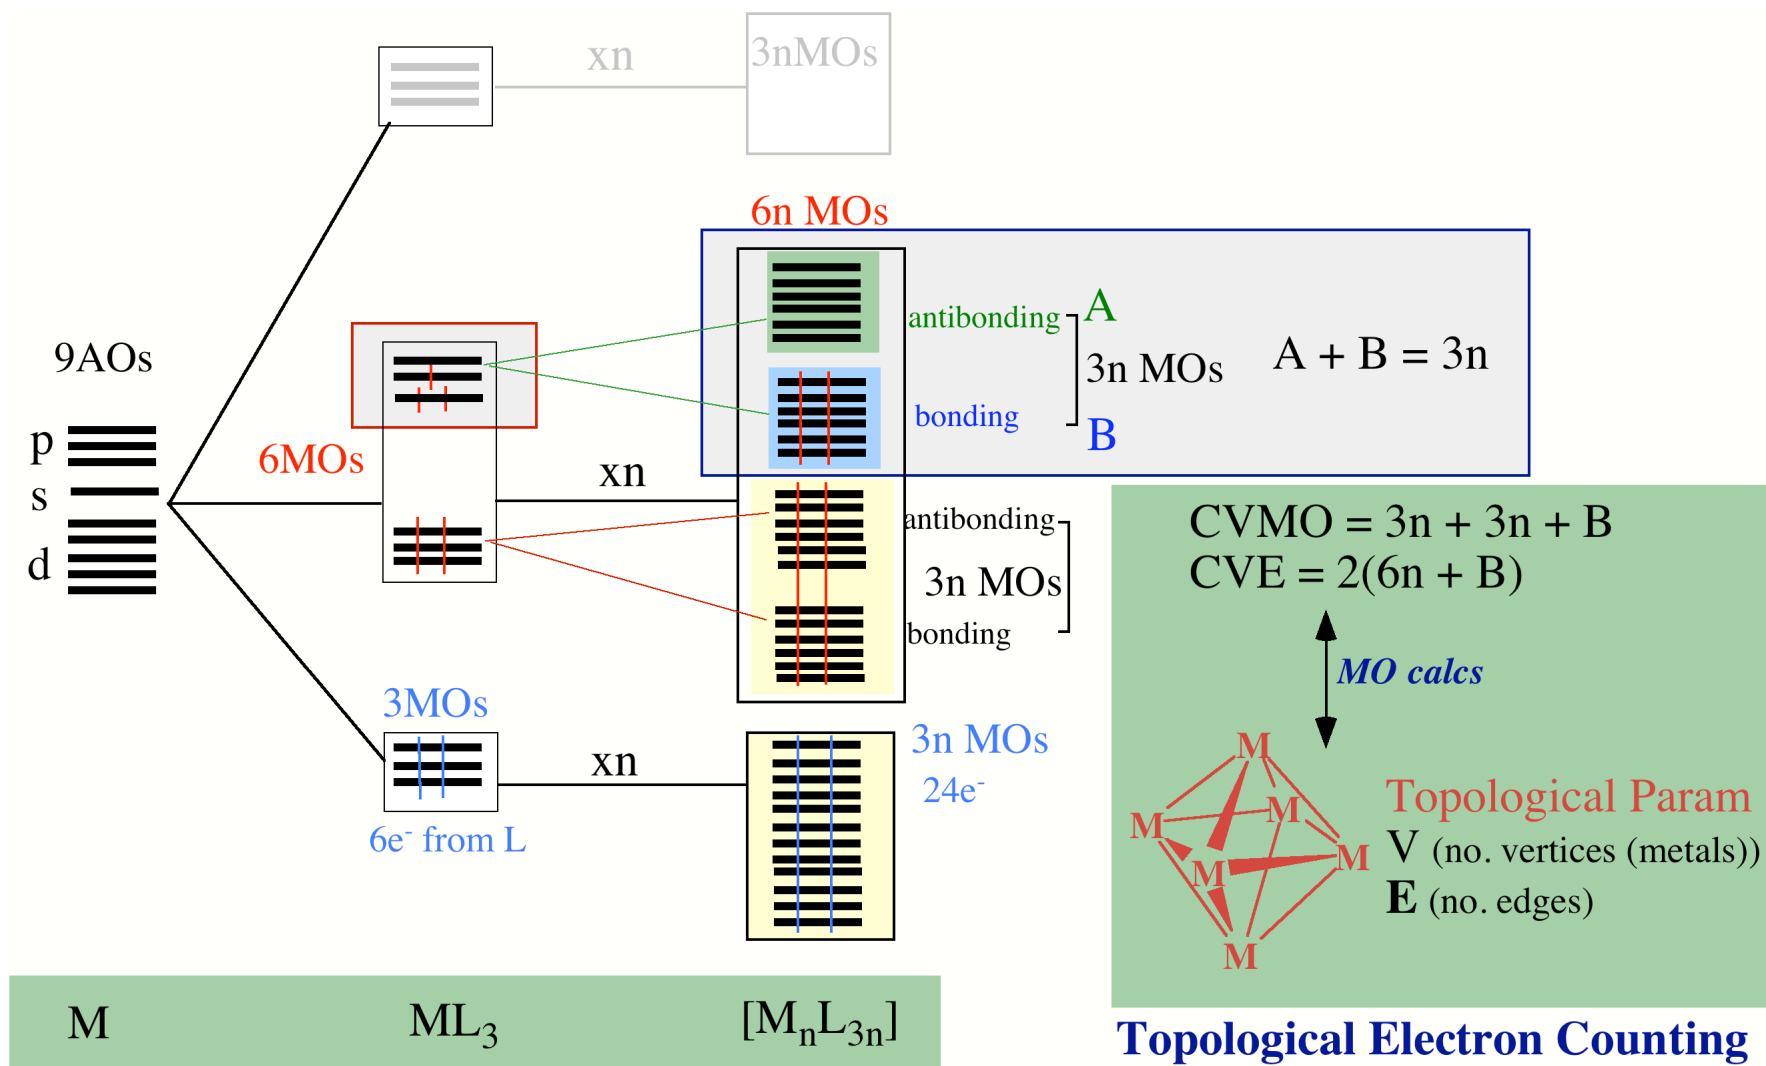 xn
3nMOs
6n MOs
antibonding A
9AOs
3n MOs
A + B = 3n
bonding B
p
6MOs
xn
s
antibonding
CVMO = 3n + 3n + B
d
3n MOs
CVE = 2(6n + B)
bonding
MO calcs
3MOs
3n MOs
xn
24e-
6e- from L
M
M
M
M
M
M
Topological Param
V (no. vertices (metals))
E (no. edges)
M
ML3
[MnL3n]
Topological Electron Counting